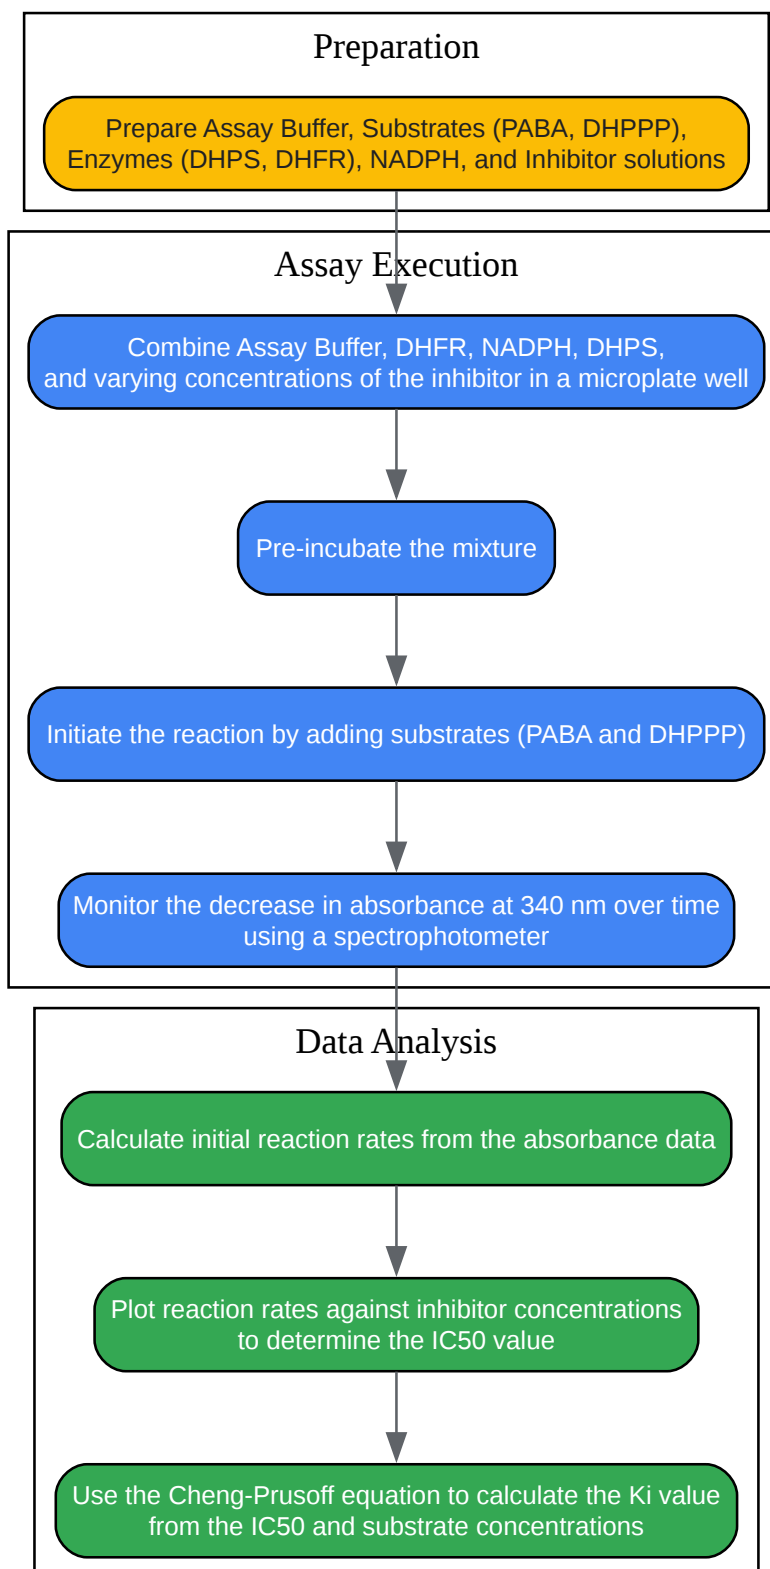 Preparation
Prepare Assay Buffer, Substrates (PABA, DHPPP),
Enzymes (DHPS, DHFR), NADPH, and Inhibitor solutions
Assay Execution
Combine Assay Buffer, DHFR, NADPH, DHPS,
and varying concentrations of the inhibitor in a microplate well
Pre-incubate the mixture
Initiate the reaction by adding substrates (PABA and DHPPP)
Monitor the decrease in absorbance at 340 nm over time
using a spectrophotometer
Data Analysis
Calculate initial reaction rates from the absorbance data
Plot reaction rates against inhibitor concentrations
to determine the IC50 value
Use the Cheng-Prusoff equation to calculate the Ki value
from the IC50 and substrate concentrations